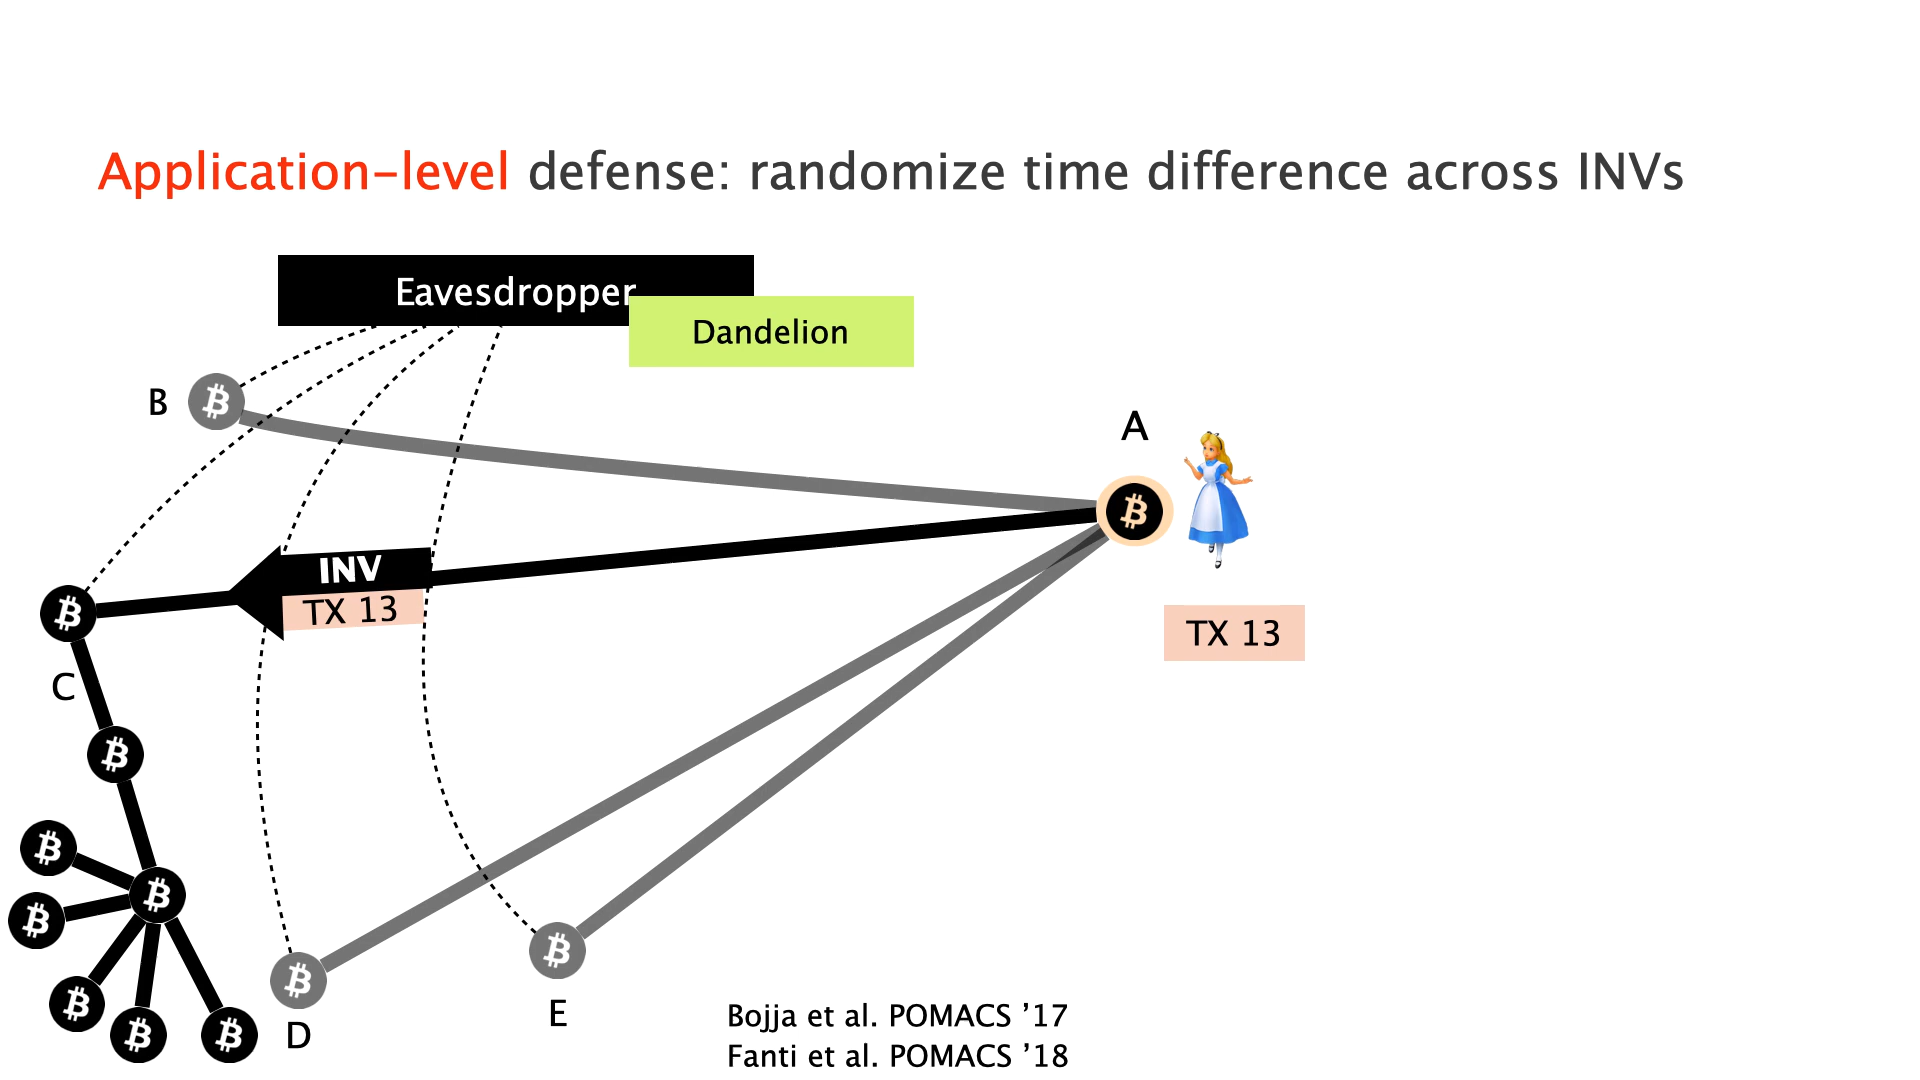 Application-level defense: randomize time difference across INVs
Eavesdropper
Dandelion
B
A
INV
TX 13
TX 13
C
D
E
Bojja et al. POMACS ’17
Fanti et al. POMACS ’18